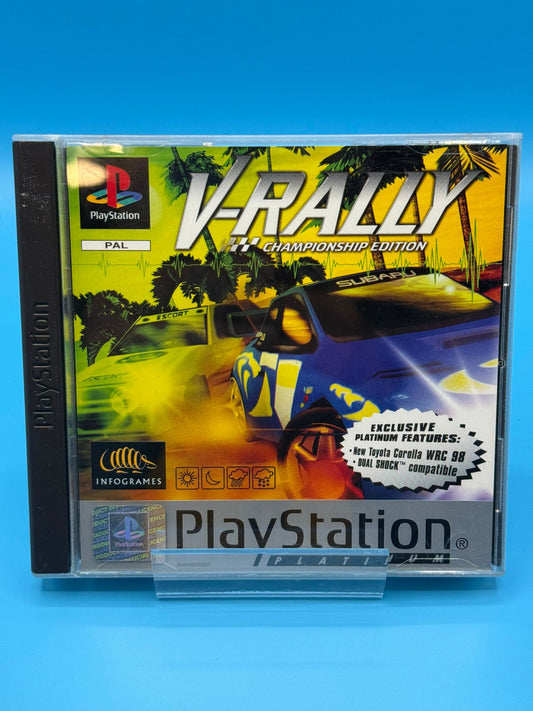 PlayStation
PAL
V-RALLY
CHAMPIONSHIP EDITION
SUBARU
ESCORT
EXCLUSIVE
PLATINUM FEATURES:
• New Toyota Corolla WRC 98
• DUAL SHOCK™ compatible
INFOGRAMES
PlayStation
PlayStation
PlayStation®
PLATINUM